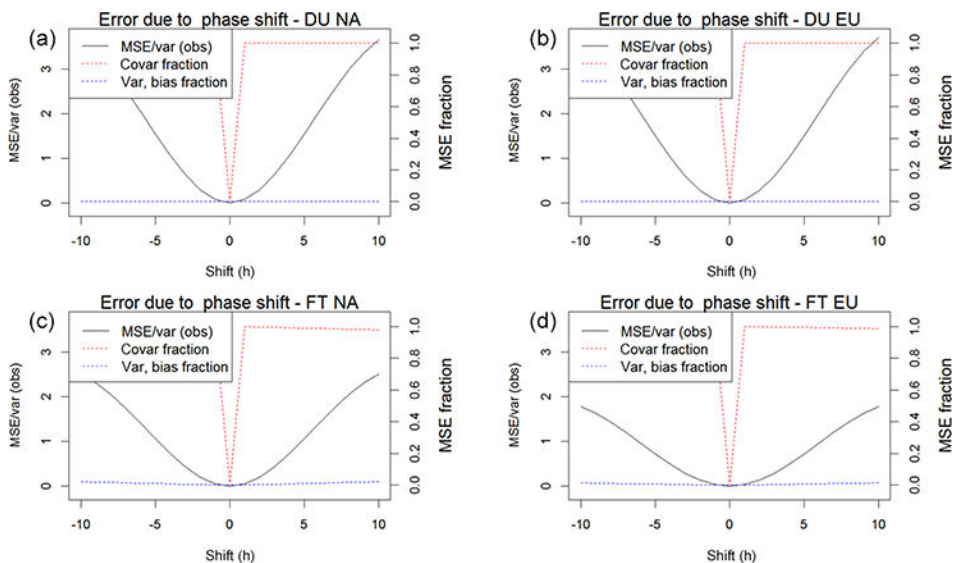 Error due to  phase shift - DU NA
(a)
MSE/var (obs)
Covar fraction
Var, bias fraction
MSE/var (obs)
0 1 2 3
MSE fraction
0.0 0.2 0.4 0.6 0.8 1.0
-10 -5 0 5 10
Shift (h)
Error due to  phase shift - DU EU
(b)
MSE/var (obs)
Covar fraction
Var, bias fraction
MSE/var (obs)
0 1 2 3
MSE fraction
0.0 0.2 0.4 0.6 0.8 1.0
-10 -5 0 5 10
Shift (h)
Error due to  phase shift - FT NA
(c)
MSE/var (obs)
Covar fraction
Var, bias fraction
MSE/var (obs)
0 1 2 3
MSE fraction
0.0 0.2 0.4 0.6 0.8 1.0
-10 -5 0 5 10
Shift (h)
Error due to  phase shift - FT EU
(d)
MSE/var (obs)
Covar fraction
Var, bias fraction
MSE/var (obs)
0 1 2 3
MSE fraction
0.0 0.2 0.4 0.6 0.8 1.0
-10 -5 0 5 10
Shift (h)